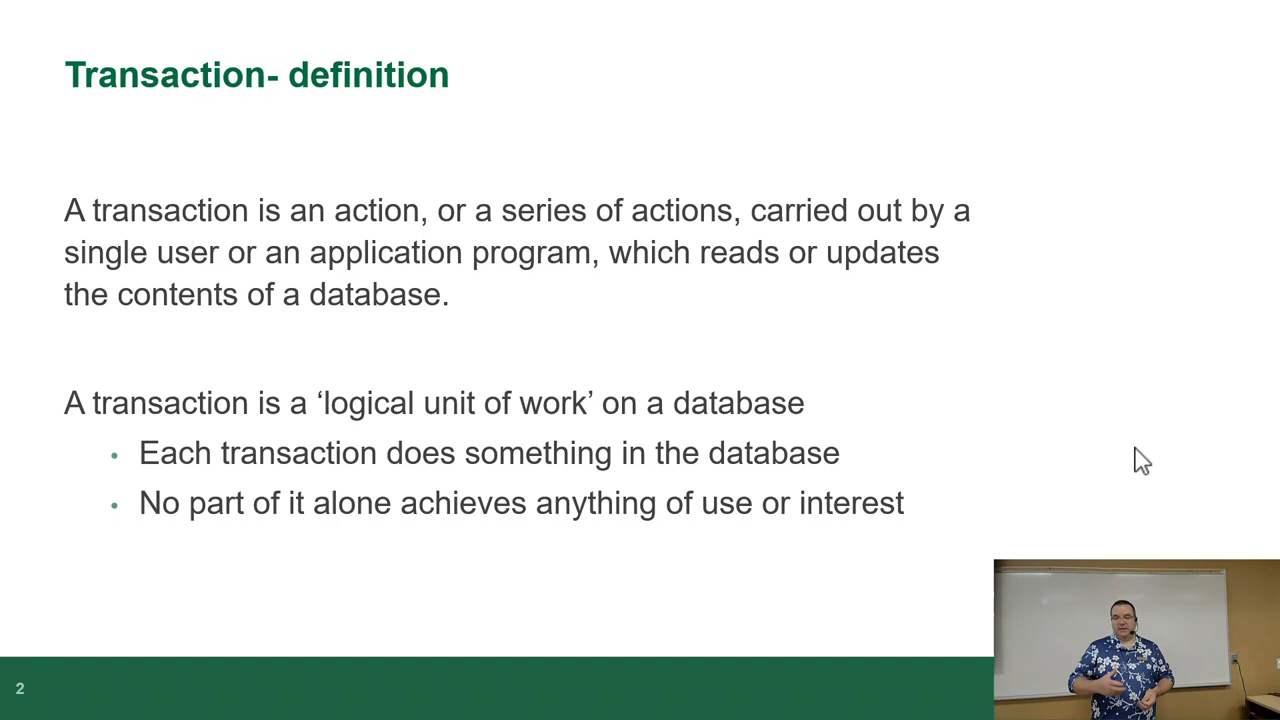 Transaction- definition
A transaction is an action, or a series of actions, carried out by a
single user or an application program, which reads or updates
the contents of a database.
A transaction is a ‘logical unit of work’ on a database
• Each transaction does something in the database
• No part of it alone achieves anything of use or interest
2